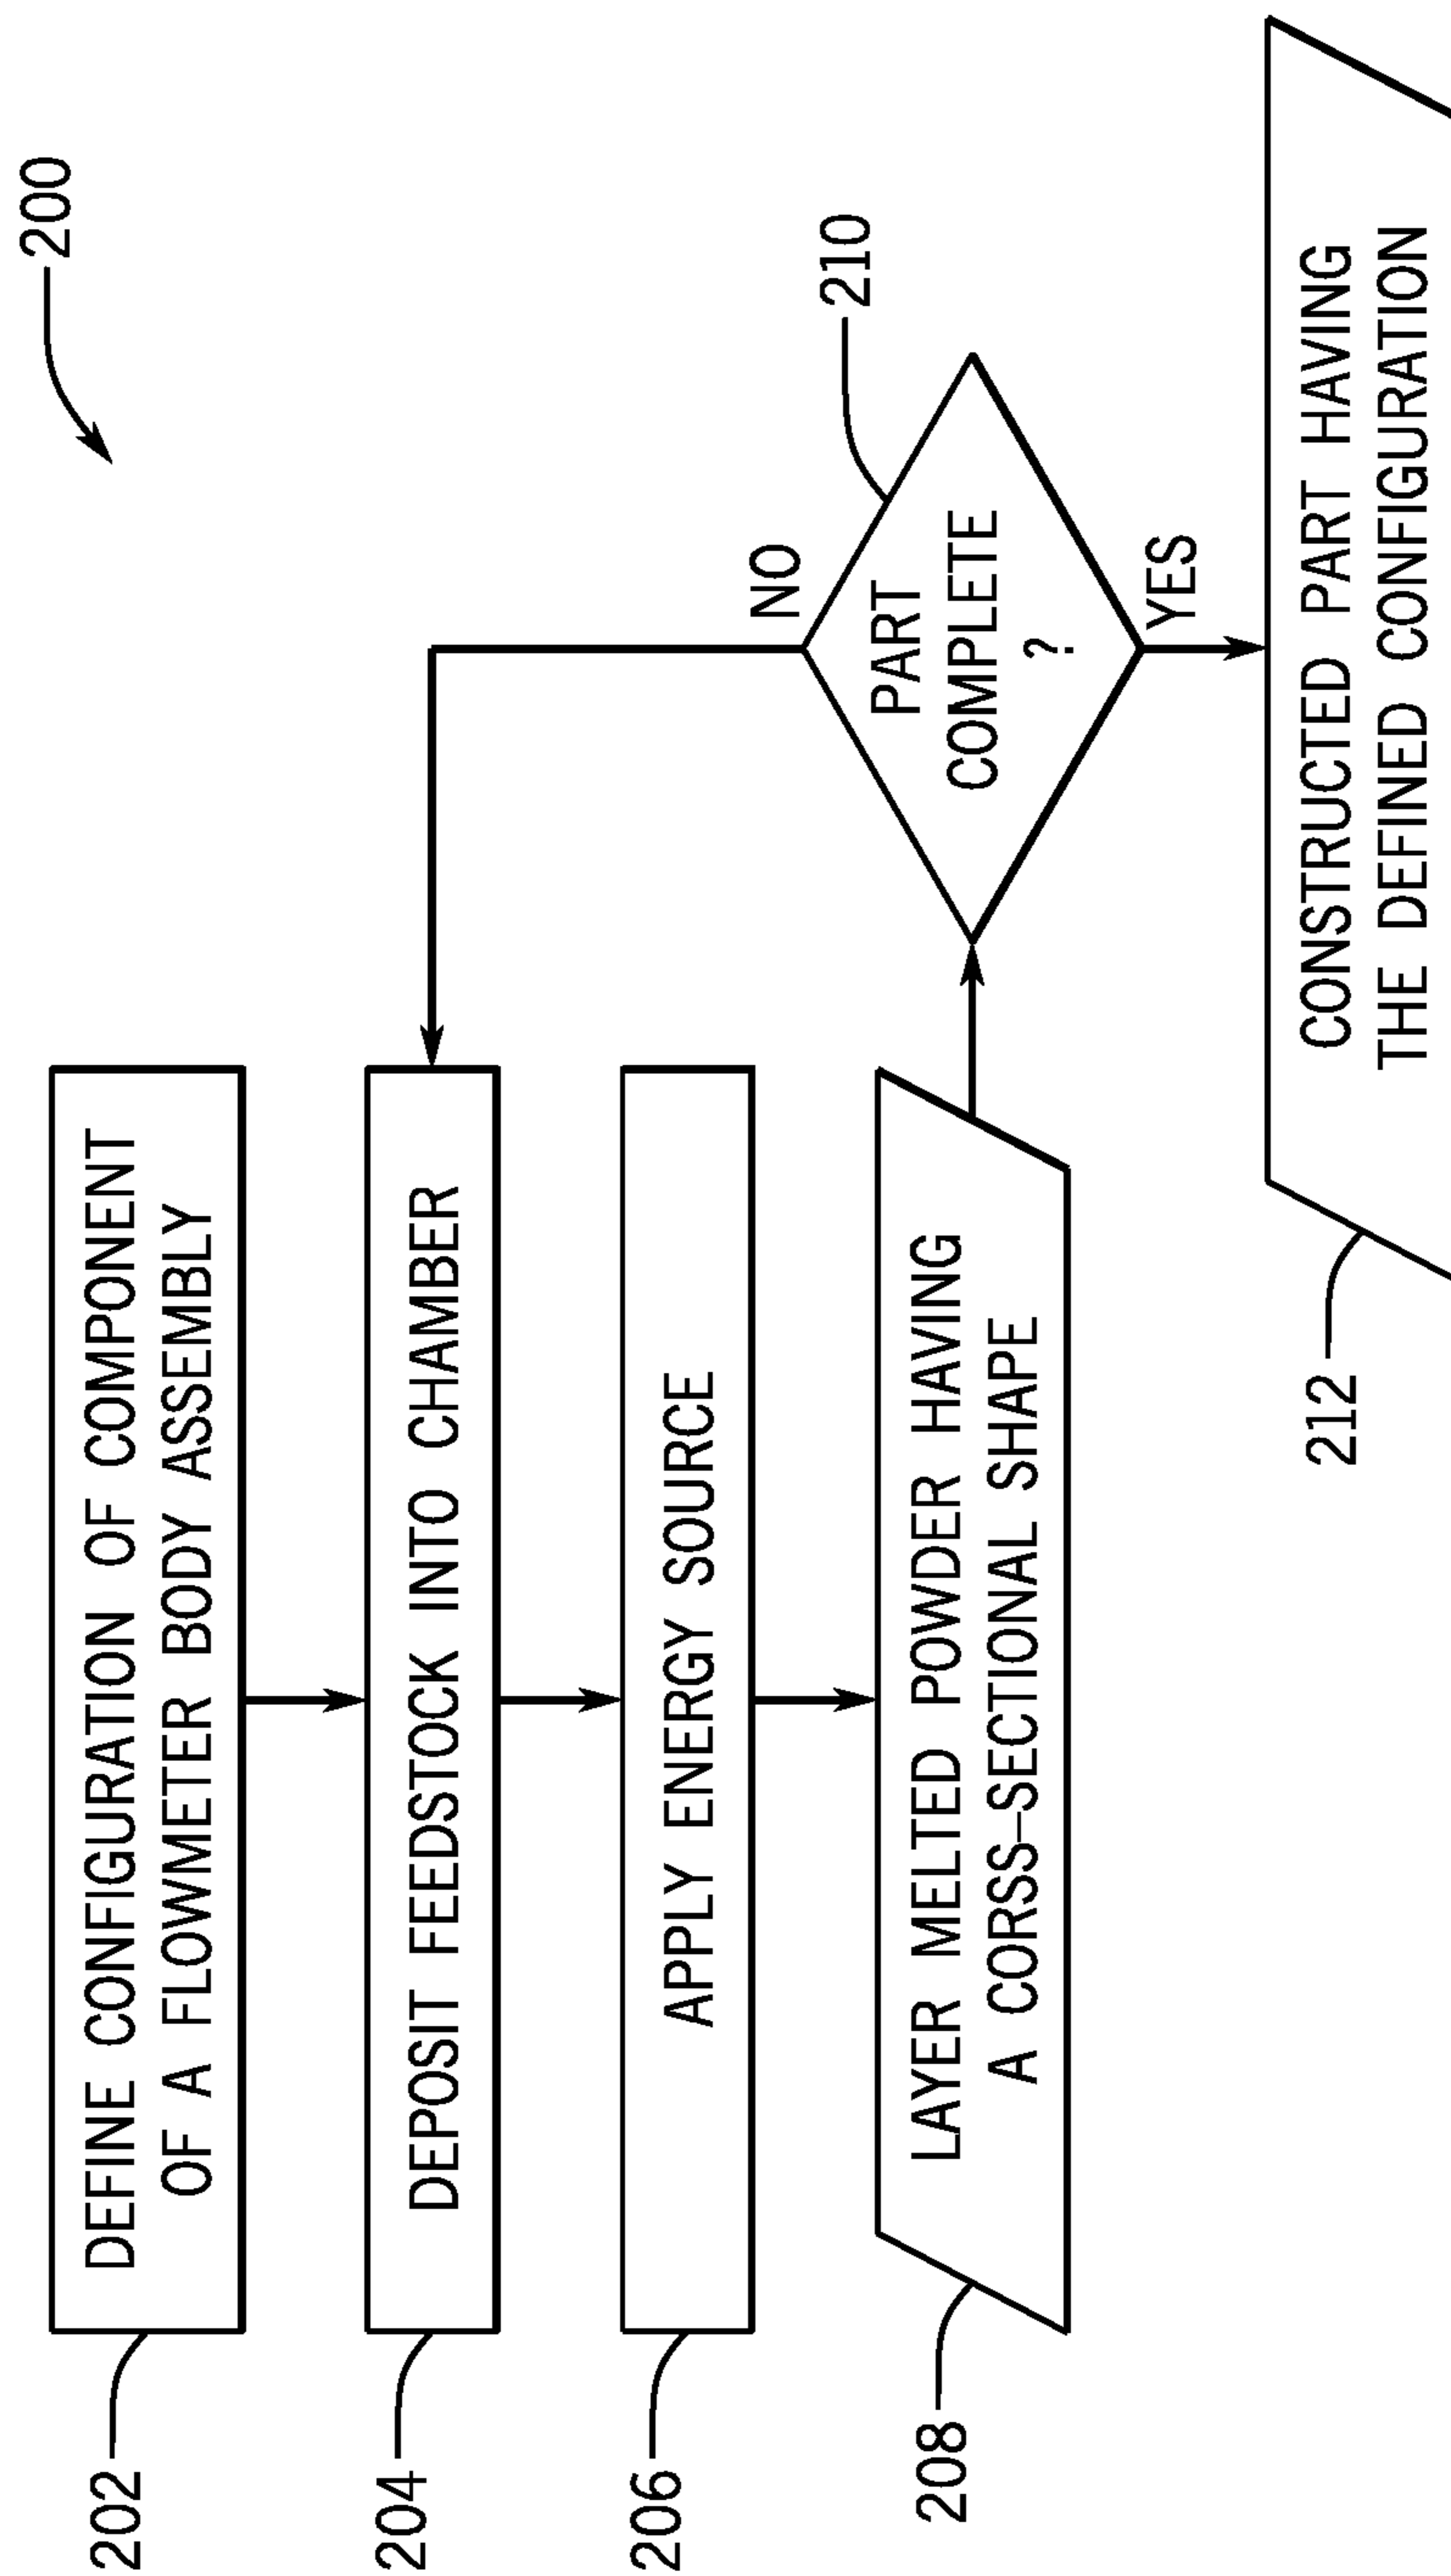 200
202
DEFINE CONFIGURATION OF COMPONENT
OF A FLOWMETER BODY ASSEMBLY
204
DEPOSIT FEEDSTOCK INTO CHAMBER
206
APPLY ENERGY SOURCE
208
LAYER MELTED POWDER HAVING
A CORSS-SECTIONAL SHAPE
210
NO
PART
COMPLETE
?
YES
212
CONSTRUCTED PART HAVING
THE DEFINED CONFIGURATION